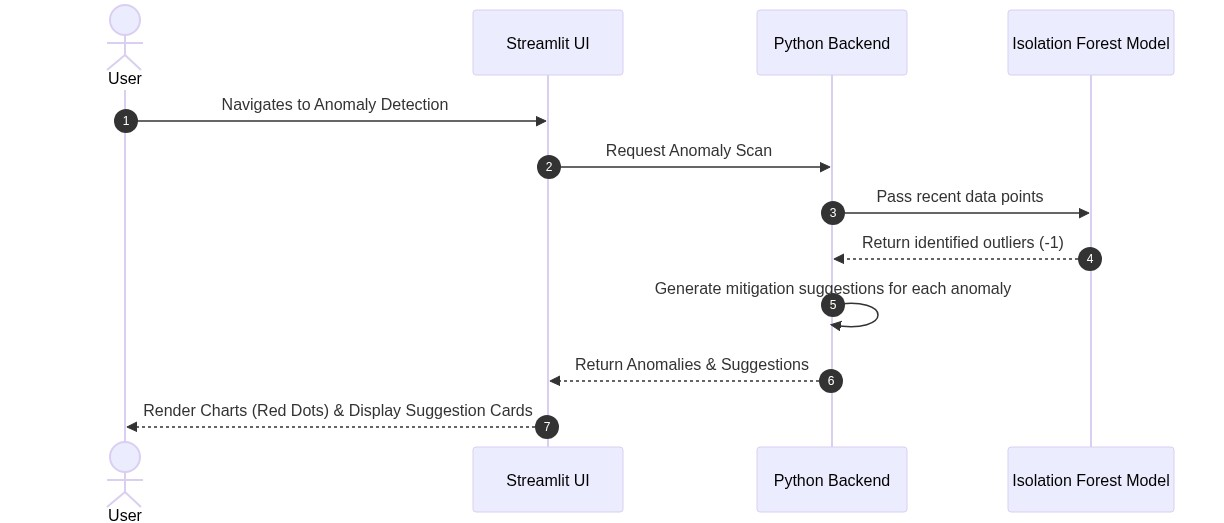 User
Streamlit UI
Python Backend
Isolation Forest Model
Navigates to Anomaly Detection
1
Request Anomaly Scan
2
Pass recent data points
3
Return identified outliers (-1)
4
Generate mitigation suggestions for each anomaly
5
Return Anomalies & Suggestions
6
Render Charts (Red Dots) & Display Suggestion Cards
7
User
Streamlit UI
Python Backend
Isolation Forest Model